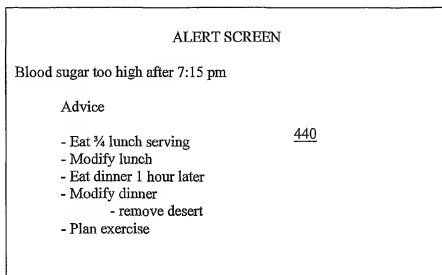 ALERT SCREEN
Blood sugar too high after 7:15 pm
Advice
- Eat ¾ lunch serving
440
- Modify lunch
- Eat dinner 1 hour later
- Modify dinner
- remove desert
- Plan exercise